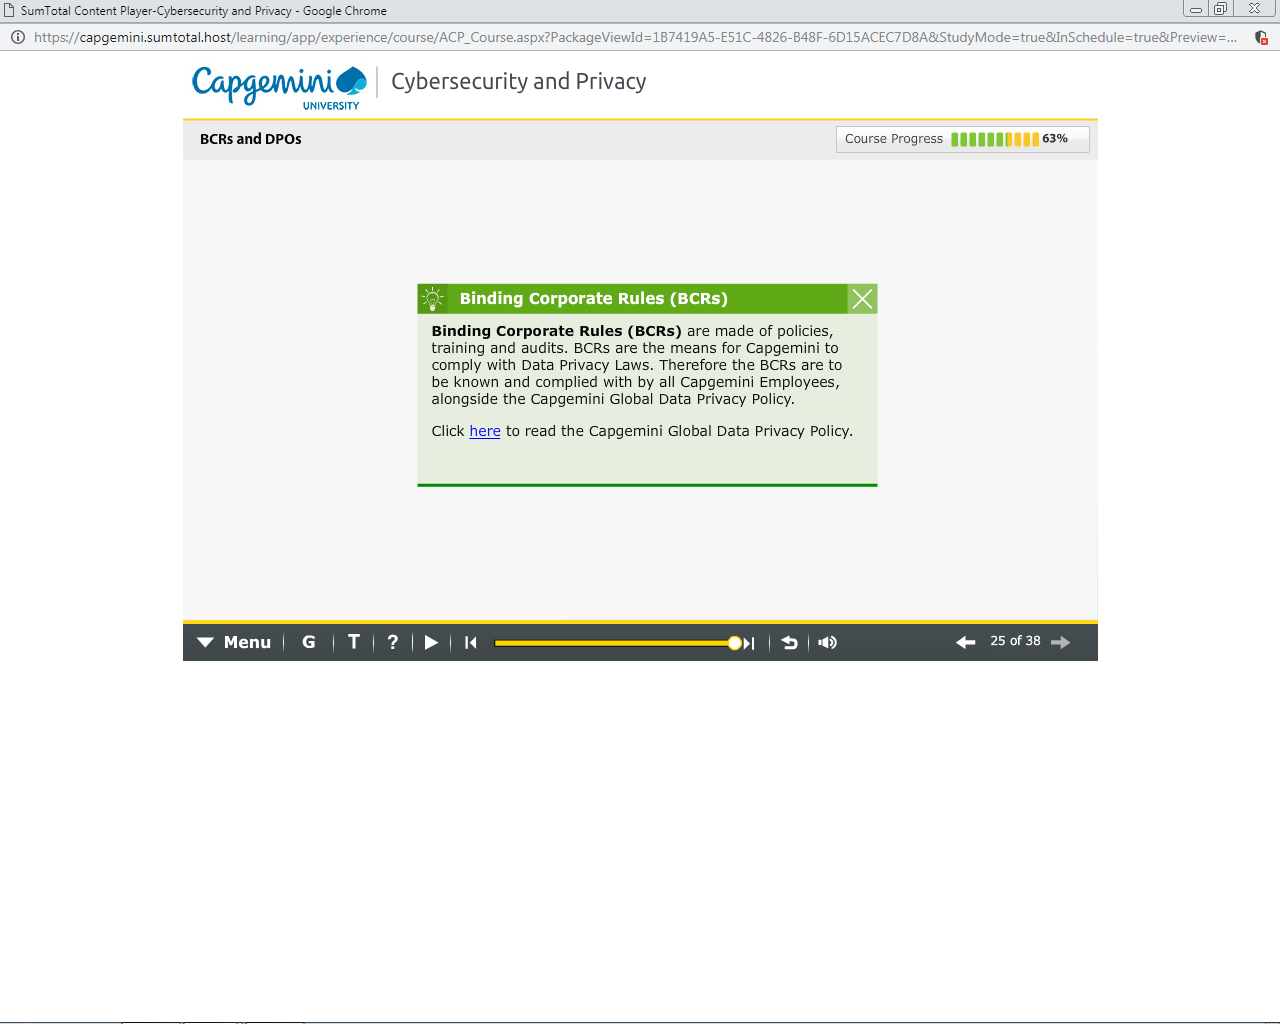 SumTotal Content Player-Cybersecurity and Privacy - Google Chrome
https://capgemini.sumtotal.host/learning/app/experience/course/ACP_Course.aspx?PackageViewId=1B7419A5-E51C-4826-B48F-6D15ACEC7D8A&StudyMode=true&InSchedule=true&Preview=...
Capgemini
UNIVERSITY
Cybersecurity and Privacy
BCRs and DPOs
Course Progress 63%
Binding Corporate Rules (BCRs)
Binding Corporate Rules (BCRs) are made of policies,
training and audits. BCRs are the means for Capgemini to
comply with Data Privacy Laws. Therefore the BCRs are to
be known and complied with by all Capgemini Employees,
alongside the Capgemini Global Data Privacy Policy.
Click here to read the Capgemini Global Data Privacy Policy.
Menu G T ? 25 of 38